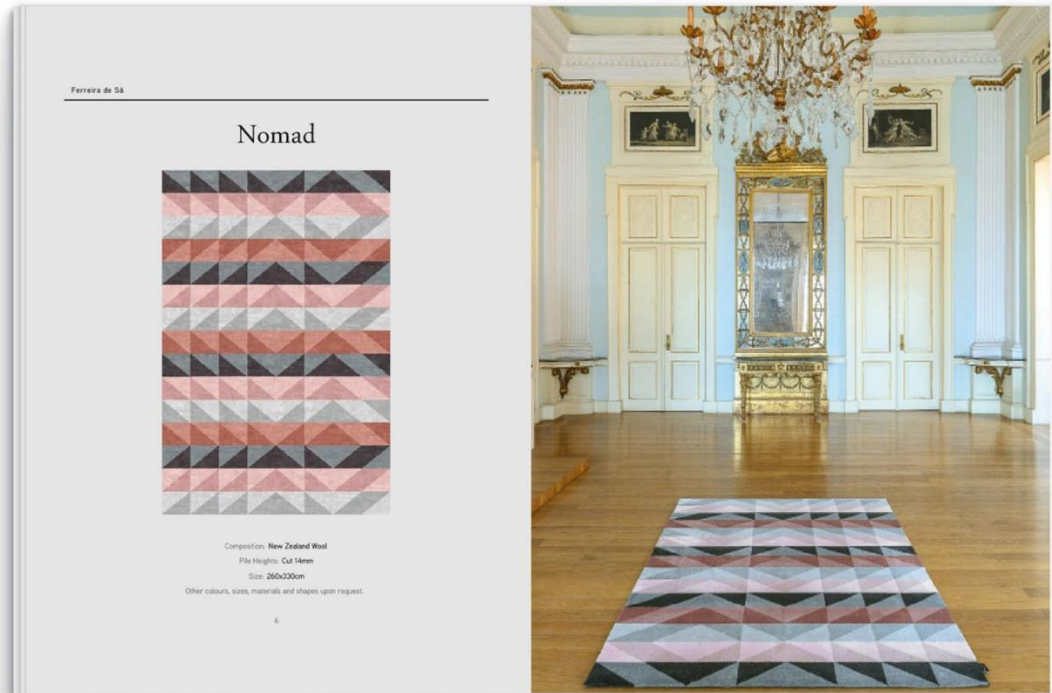 Ferreira de Sá
Nomad
Composition: New Zealand Wool
Pile Heights: Cut 14mm
Size: 260x330cm
Other colours, sizes, materials and shapes upon request.
6